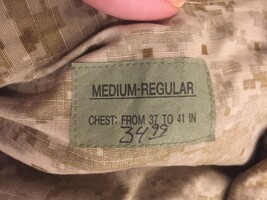 MEDIUM-REGULAR
CHEST: FROM 37 TO 41 IN
34.99